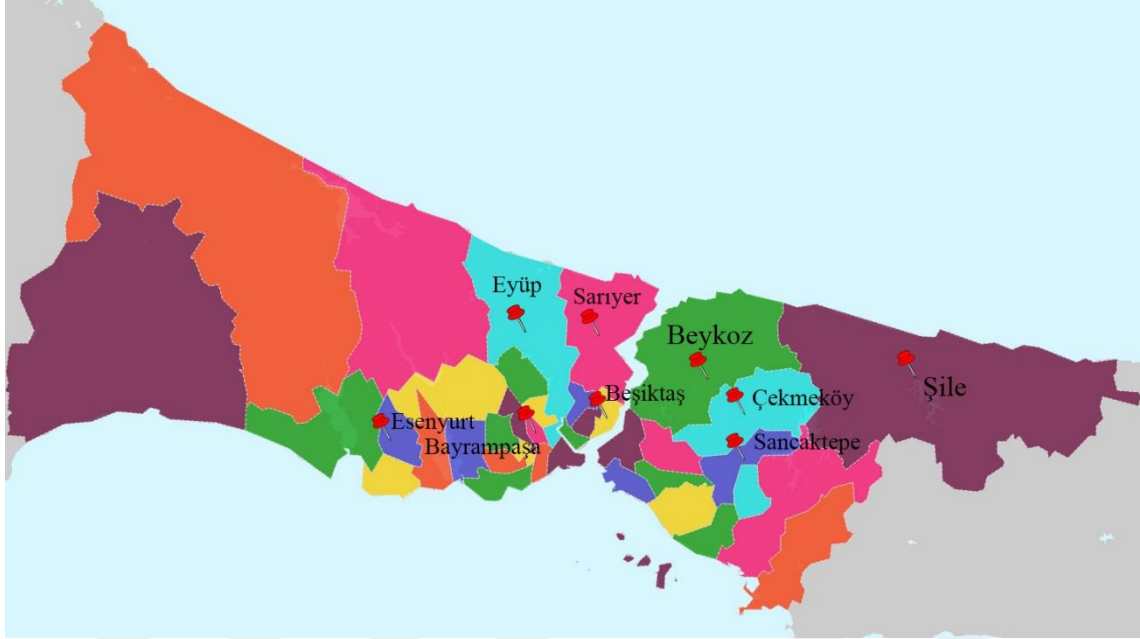 Eyüp
Sarıyer
Beykoz
Şile
Beşiktaş
Çekmeköy
Esenyurt
Bayrampaşa
Sancaktepe